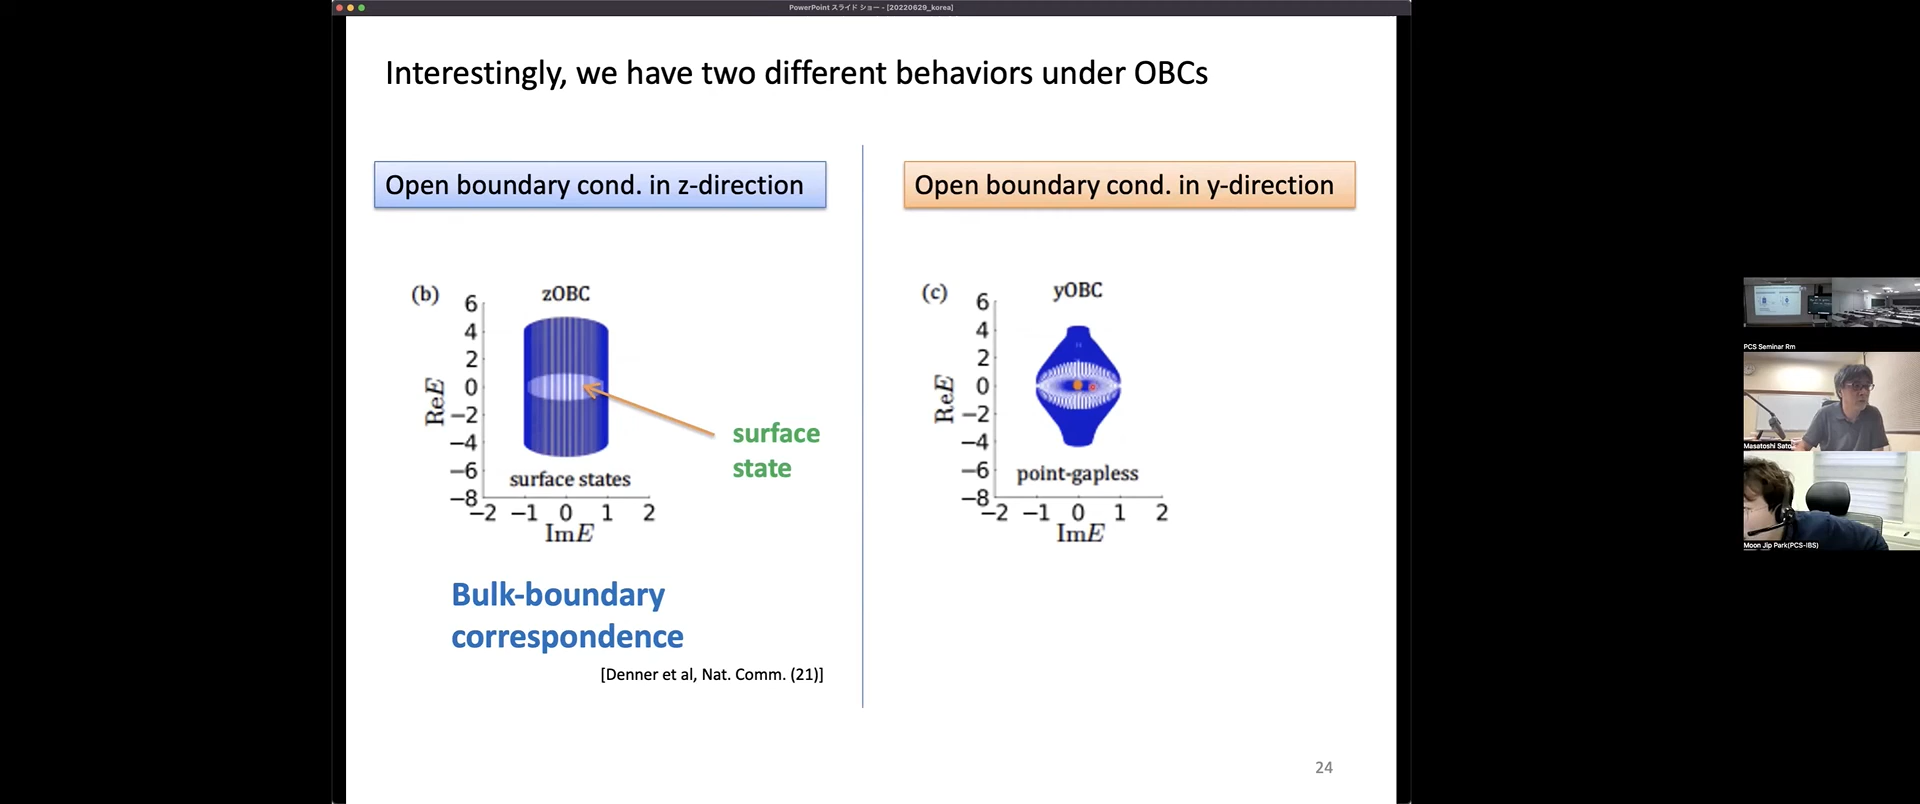 PowerPoint スライド ショー - [20220629_korea]
Interestingly, we have two different behaviors under OBCs
Open boundary cond. in z-direction
(b)
zOBC
6
4
2
0
−2
−4
−6
−8
ReE
surface states
−2 −1 0 1 2
ImE
surface
state
Bulk-boundary
correspondence
[Denner et al, Nat. Comm. (21)]
Open boundary cond. in y-direction
(c)
yOBC
6
4
2
0
−2
−4
−6
−8
ReE
point-gapless
−2 −1 0 1 2
ImE
24
PCS Seminar Rm
Masatoshi Sato
Moon Jip Park(PCS-IBS)